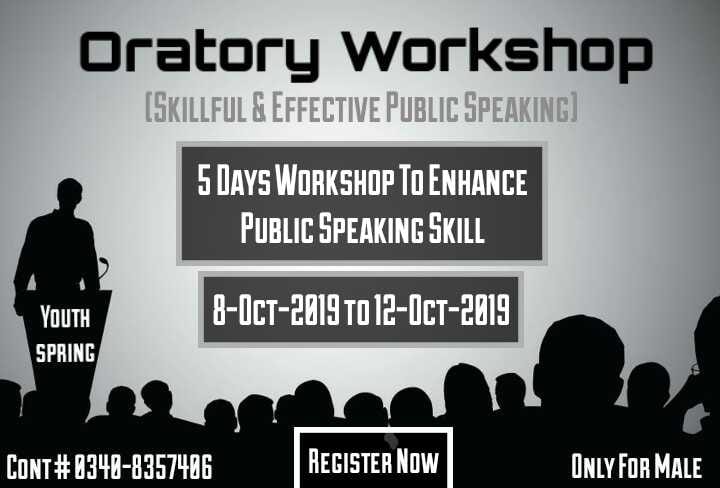 Oratory Workshop
(Skillful & Effective Public Speaking)
5 Days Workshop To Enhance
Public Speaking Skill
8-Oct-2019 to 12-Oct-2019
Youth
spring
Cont# 0340-8357406
Register Now
Only For Male